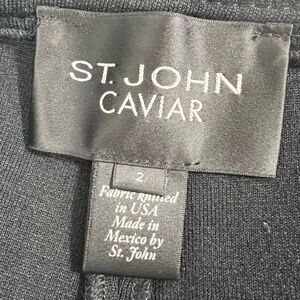 ST. JOHN
CAVIAR
2
Fabric knitted
in USA
Made in
Mexico by
St. John